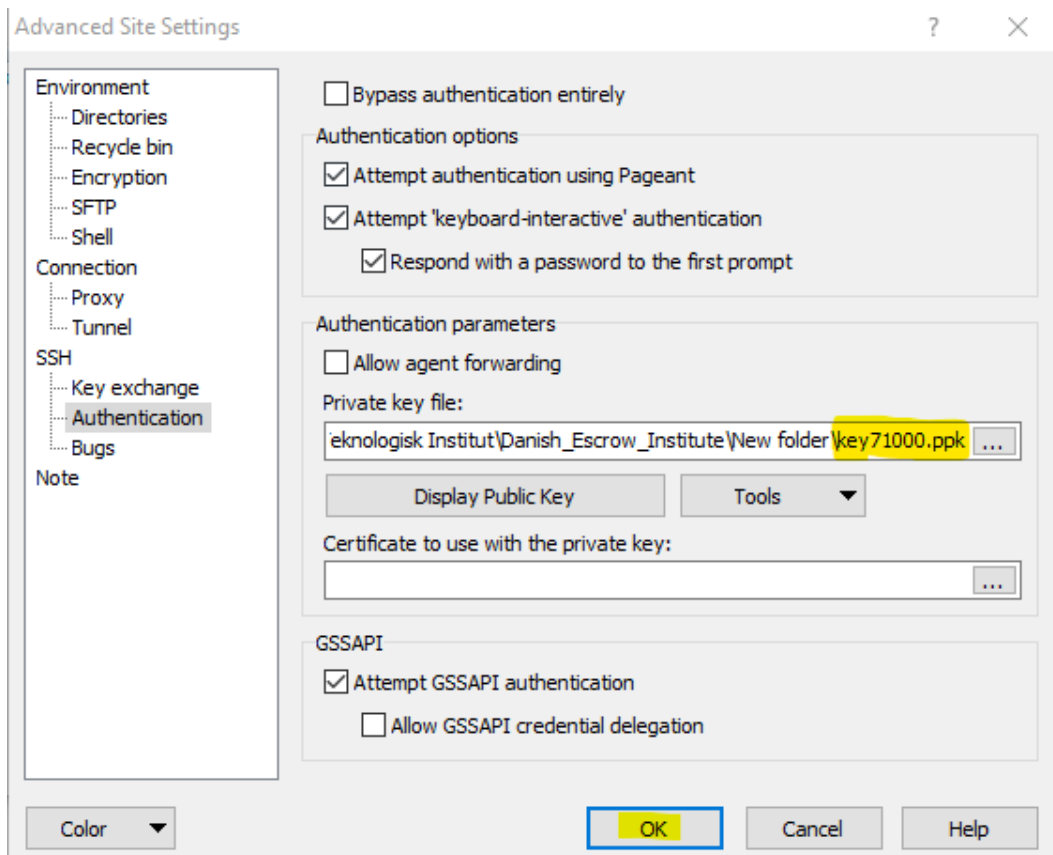 Advanced Site Settings ? ×
Environment
Directories
Recycle bin
Encryption
SFTP
Shell
Connection
Proxy
Tunnel
SSH
Key exchange
Authentication
Bugs
Note
Bypass authentication entirely
Authentication options
Attempt authentication using Pageant
Attempt 'keyboard-interactive' authentication
Respond with a password to the first prompt
Authentication parameters
Allow agent forwarding
Private key file:
eknologisk Institut\Danish_Escrow_Institute\New folder\key71000.ppk ...
Display Public Key Tools
Certificate to use with the private key:
...
GSSAPI
Attempt GSSAPI authentication
Allow GSSAPI credential delegation
Color OK Cancel Help